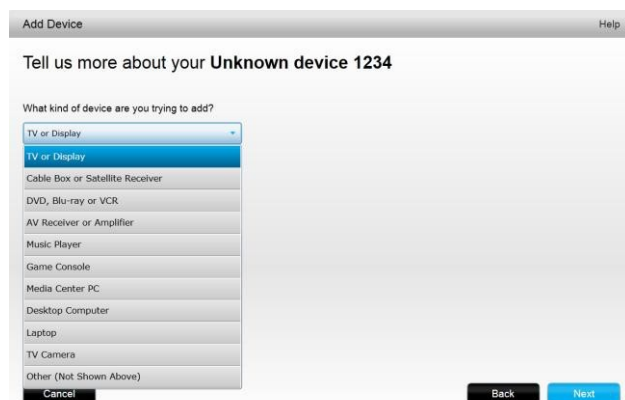 Add Device
Help
Tell us more about your Unknown device 1234
What kind of device are you trying to add?
TV or Display
TV or Display
Cable Box or Satellite Receiver
DVD, Blu-ray or VCR
AV Receiver or Amplifier
Music Player
Game Console
Media Center PC
Desktop Computer
Laptop
TV Camera
Other (Not Shown Above)
Cancel
Back
Next